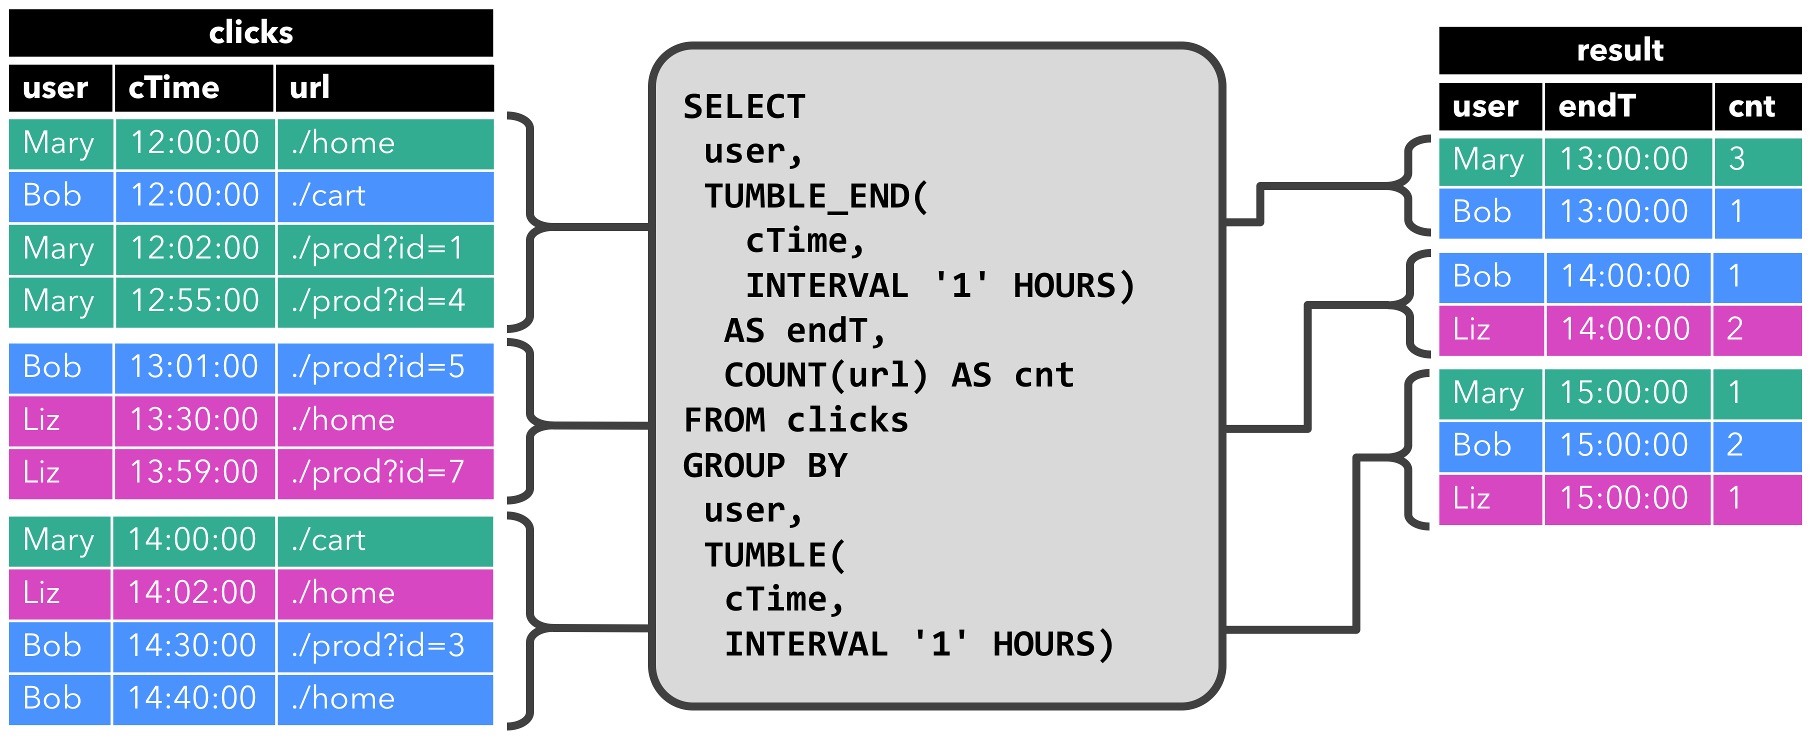 clicks
user cTime url
Mary 12:00:00 ./home
Bob 12:00:00 ./cart
Mary 12:02:00 ./prod?id=1
Mary 12:55:00 ./prod?id=4
Bob 13:01:00 ./prod?id=5
Liz 13:30:00 ./home
Liz 13:59:00 ./prod?id=7
Mary 14:00:00 ./cart
Liz 14:02:00 ./home
Bob 14:30:00 ./prod?id=3
Bob 14:40:00 ./home
SELECT
user,
TUMBLE_END(
cTime,
INTERVAL '1' HOURS)
AS endT,
COUNT(url) AS cnt
FROM clicks
GROUP BY
user,
TUMBLE(
cTime,
INTERVAL '1' HOURS)
result
user endT cnt
Mary 13:00:00 3
Bob 13:00:00 1
Bob 14:00:00 1
Liz 14:00:00 2
Mary 15:00:00 1
Bob 15:00:00 2
Liz 15:00:00 1